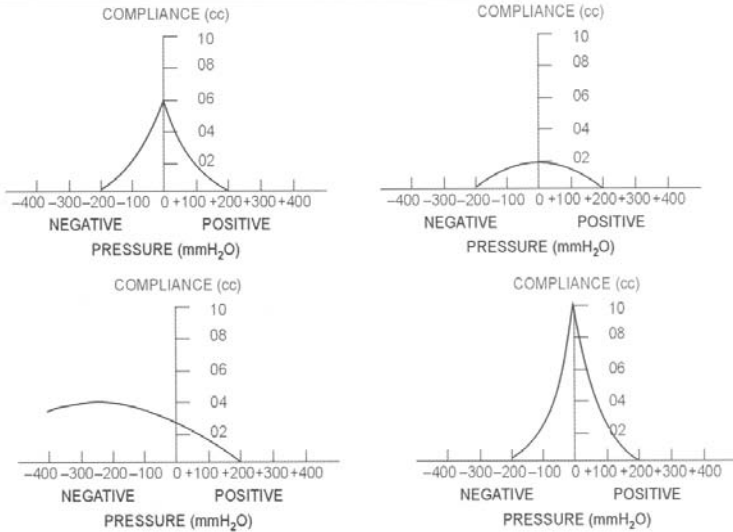 COMPLIANCE (cc)
10
08
06
04
02
–400 –300 –200 –100 0 +100 +200 +300 +400
NEGATIVE POSITIVE
PRESSURE (mmH₂O)
COMPLIANCE (cc)
10
08
06
04
02
–400 –300 –200 –100 0 +100 +200 +300 +400
NEGATIVE POSITIVE
PRESSURE (mmH₂O)
COMPLIANCE (cc)
10
08
06
04
02
–400 –300 –200 –100 0 +100 +200 +300 +400
NEGATIVE POSITIVE
PRESSURE (mmH₂O)
COMPLIANCE (cc)
10
08
06
04
02
–400 –300 –200 –100 0 +100 +200 +300 +400
NEGATIVE POSITIVE
PRESSURE (mmH₂O)